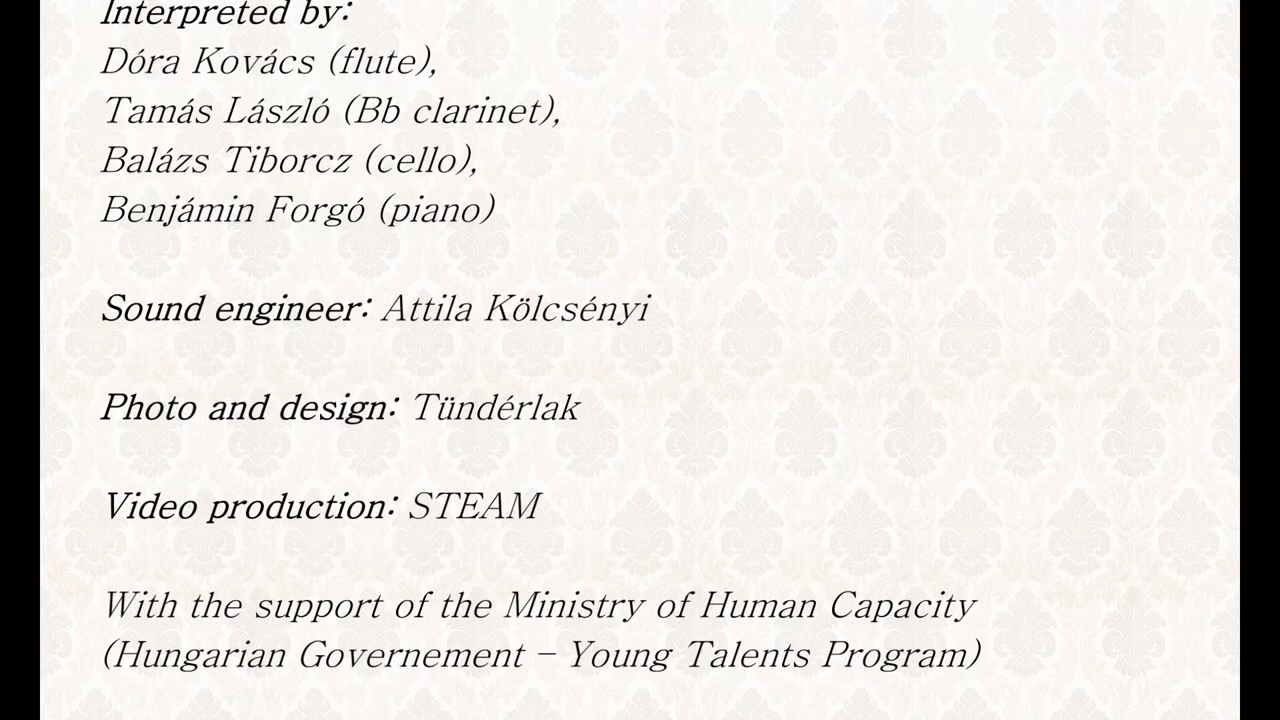 Interpreted by:
Dóra Kovács (flute),
Tamás László (Bb clarinet),
Balázs Tiborcz (cello),
Benjámin Forgó (piano)
Sound engineer: Attila Kölcsényi
Photo and design: Tündérlak
Video production: STEAM
With the support of the Ministry of Human Capacity
(Hungarian Governement – Young Talents Program)